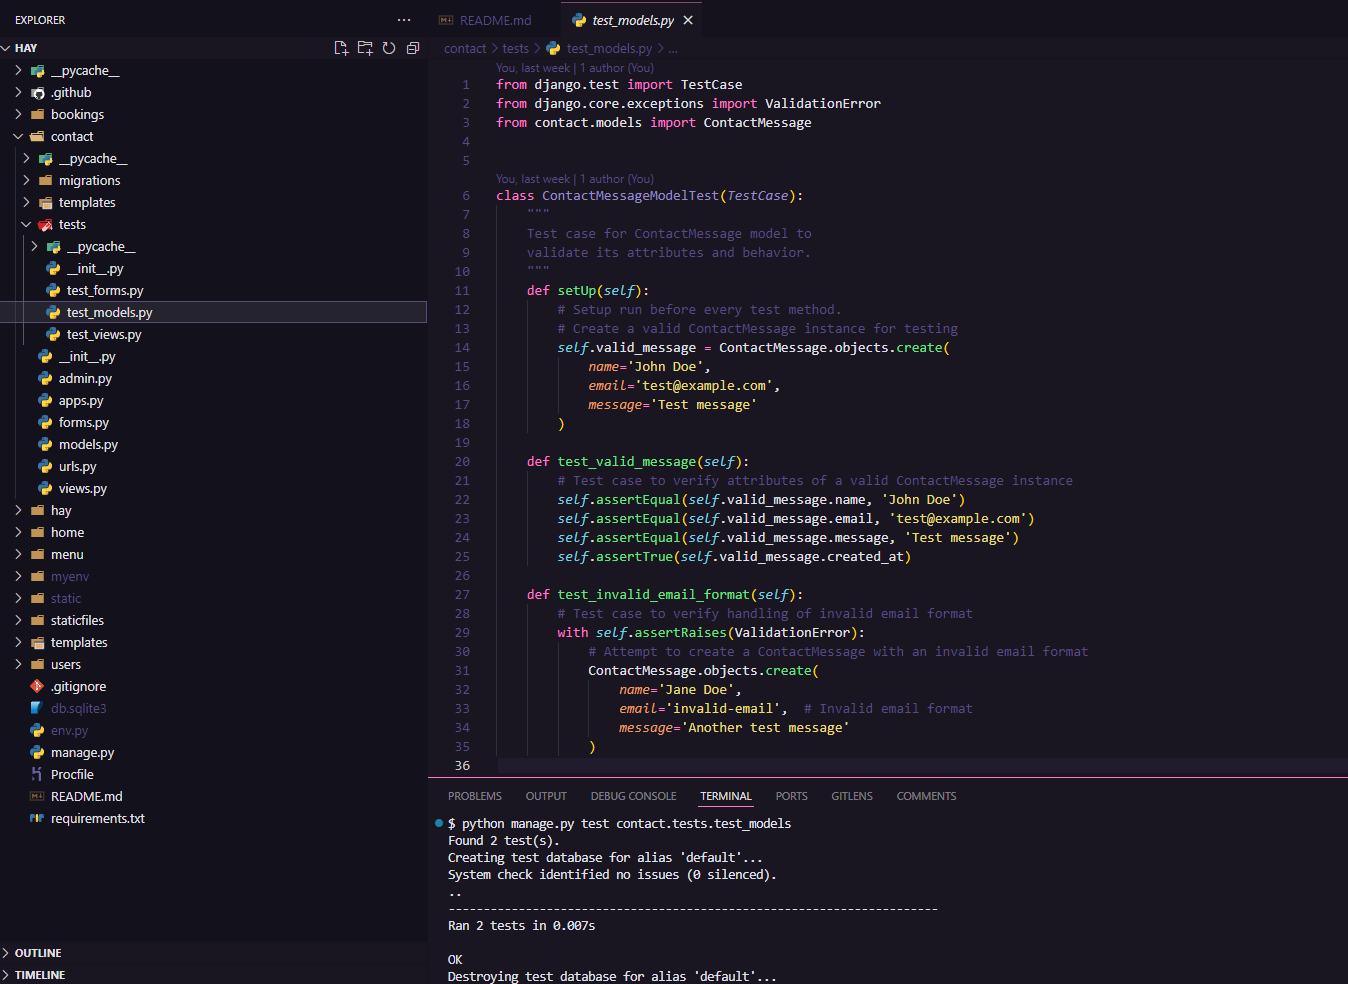 EXPLORER
···
HAY
__pycache__
.github
bookings
contact
__pycache__
migrations
templates
tests
__pycache__
__init__.py
test_forms.py
test_models.py
test_views.py
__init__.py
admin.py
apps.py
forms.py
models.py
urls.py
views.py
hay
home
menu
myenv
static
staticfiles
templates
users
.gitignore
db.sqlite3
env.py
manage.py
Procfile
README.md
requirements.txt
OUTLINE
TIMELINE
README.md
test_models.py
contact > tests > test_models.py > ...
You, last week | 1 author (You)
1 from django.test import TestCase
2 from django.core.exceptions import ValidationError
3 from contact.models import ContactMessage
4
5
You, last week | 1 author (You)
6 class ContactMessageModelTest(TestCase):
7     """
8     Test case for ContactMessage model to
9     validate its attributes and behavior.
10     """
11     def setUp(self):
12         # Setup run before every test method.
13         # Create a valid ContactMessage instance for testing
14         self.valid_message = ContactMessage.objects.create(
15             name='John Doe',
16             email='test@example.com',
17             message='Test message'
18         )
19
20     def test_valid_message(self):
21         # Test case to verify attributes of a valid ContactMessage instance
22         self.assertEqual(self.valid_message.name, 'John Doe')
23         self.assertEqual(self.valid_message.email, 'test@example.com')
24         self.assertEqual(self.valid_message.message, 'Test message')
25         self.assertTrue(self.valid_message.created_at)
26
27     def test_invalid_email_format(self):
28         # Test case to verify handling of invalid email format
29         with self.assertRaises(ValidationError):
30             # Attempt to create a ContactMessage with an invalid email format
31             ContactMessage.objects.create(
32                 name='Jane Doe',
33                 email='invalid-email',  # Invalid email format
34                 message='Another test message'
35             )
36
PROBLEMS OUTPUT DEBUG CONSOLE TERMINAL PORTS GITLENS COMMENTS
$ python manage.py test contact.tests.test_models
Found 2 test(s).
Creating test database for alias 'default'...
System check identified no issues (0 silenced).
..
----------------------------------------------------------------------
Ran 2 tests in 0.007s
OK
Destroying test database for alias 'default'...